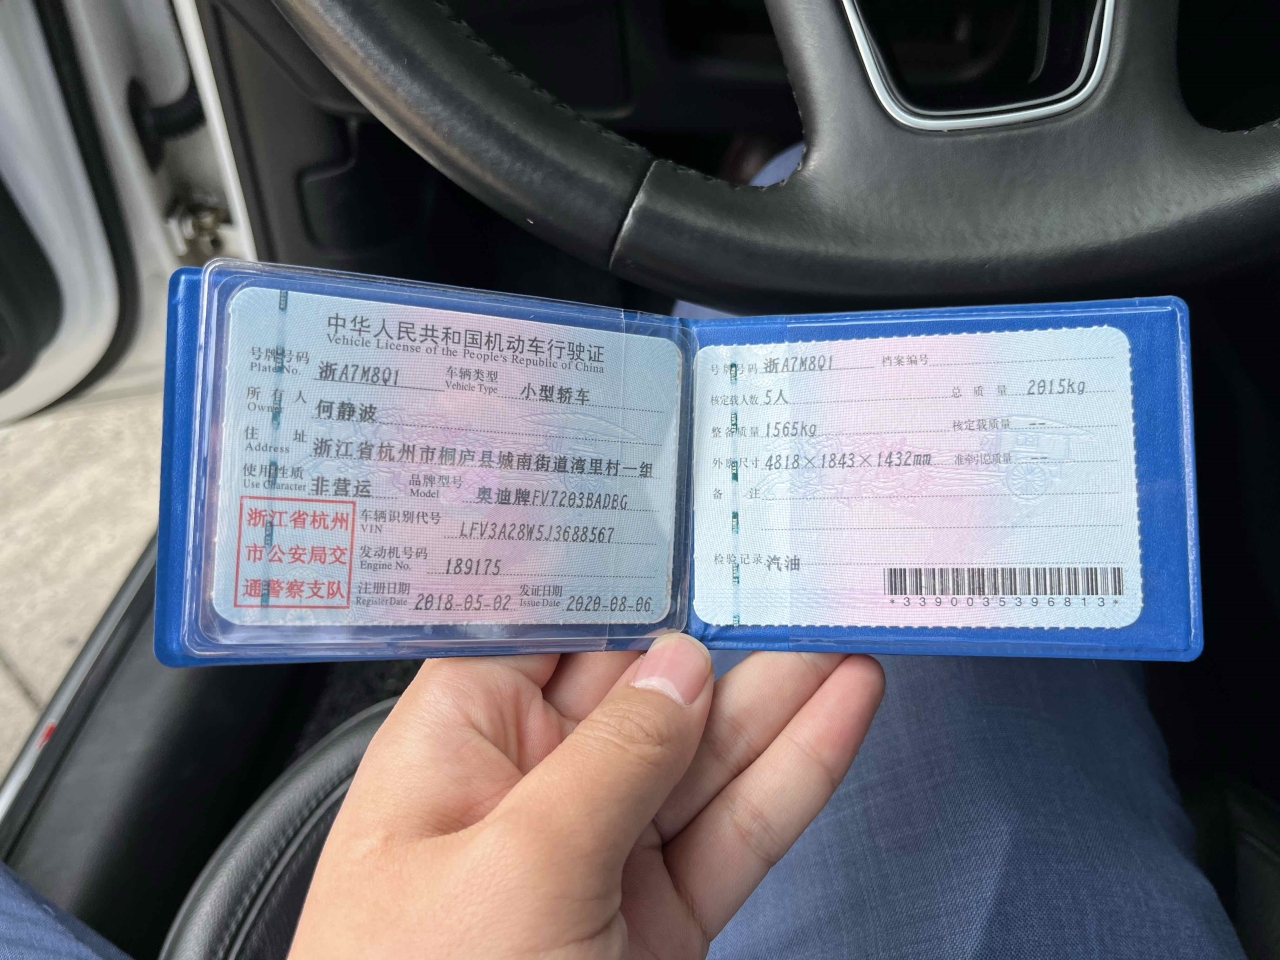 中华人民共和国机动车行驶证
Vehicle License of the People's Republic of China
号牌号码 Plate No. 浙A7M8Q1 车辆类型 Vehicle Type 小型轿车
所有人 Owner 何静波
住址 Address 浙江省杭州市桐庐县城南街道湾里村一组
使用性质 Use Character 非营运 品牌型号 Model 奥迪牌FV7203BADBG
浙江省杭州
市公安局交
通警察支队
车辆识别代号 VIN LFV3A28W5J3688567
发动机号码 Engine No. 189175
注册日期 Register Date 2018-05-02 发证日期 Issue Date 2020-08-06
号牌号码 浙A7M8Q1 档案编号
核定载人数 5人 总质量 2015kg
整备质量 1565kg 核定载质量 --
外廓尺寸 4818×1843×1432mm 准牵引总质量 --
备注
检验记录 汽油
*3390035396813*